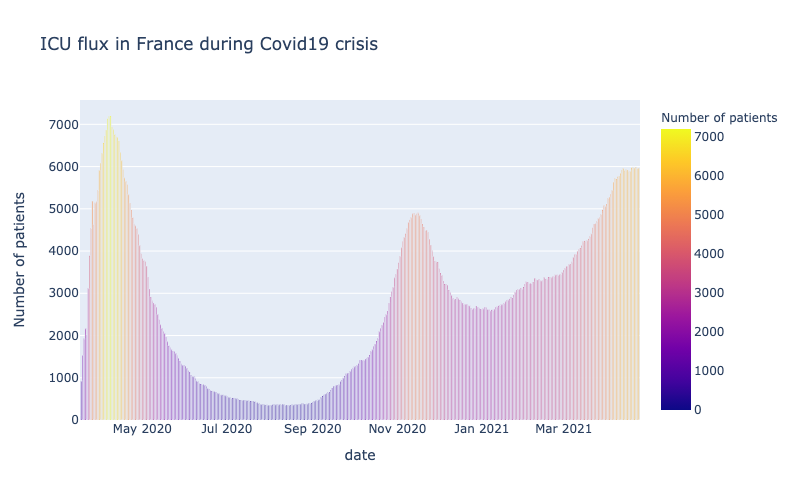 ICU flux in France during Covid19 crisis
Number of patients
7000
6000
5000
4000
3000
2000
1000
0
May 2020
Jul 2020
Sep 2020
Nov 2020
Jan 2021
Mar 2021
date
Number of patients
7000
6000
5000
4000
3000
2000
1000
0